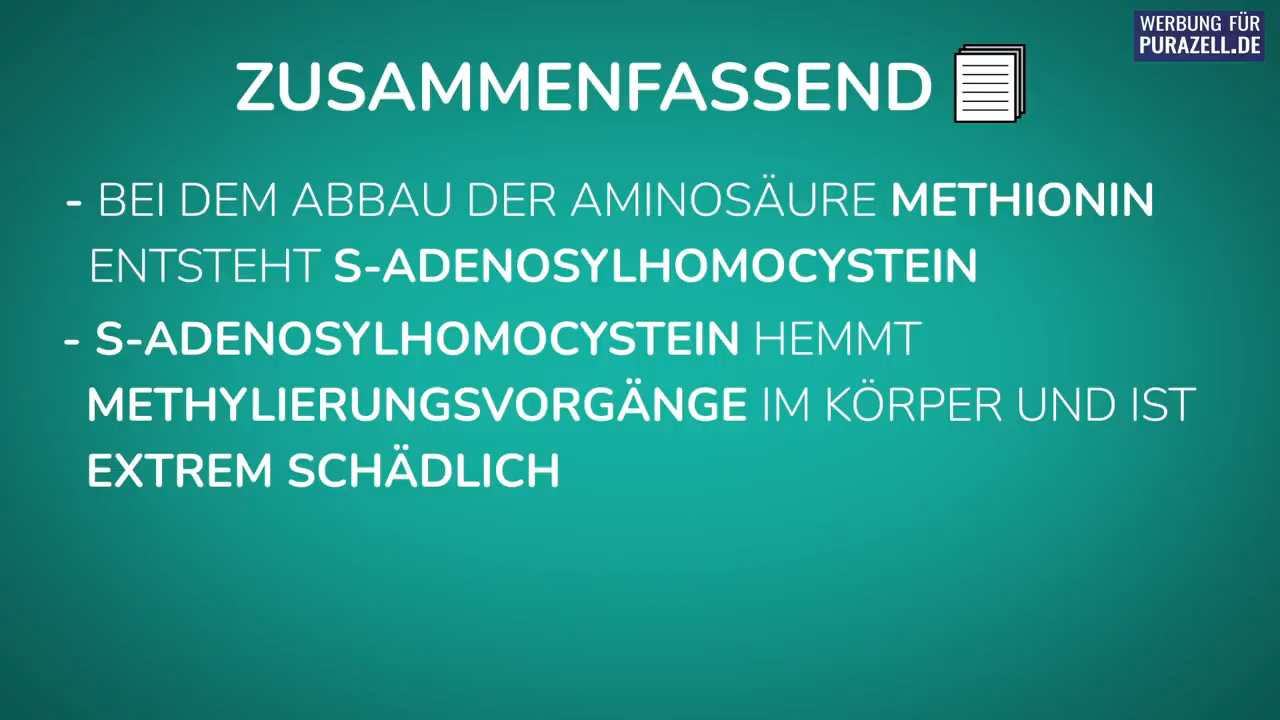 WERBUNG FÜR
PURAZELL.DE
ZUSAMMENFASSEND
- BEI DEM ABBAU DER AMINOSÄURE METHIONIN
ENTSTEHT S-ADENOSYLHOMOCYSTEIN
- S-ADENOSYLHOMOCYSTEIN HEMMT
METHYLIERUNGSVORGÄNGE IM KÖRPER UND IST
EXTREM SCHÄDLICH